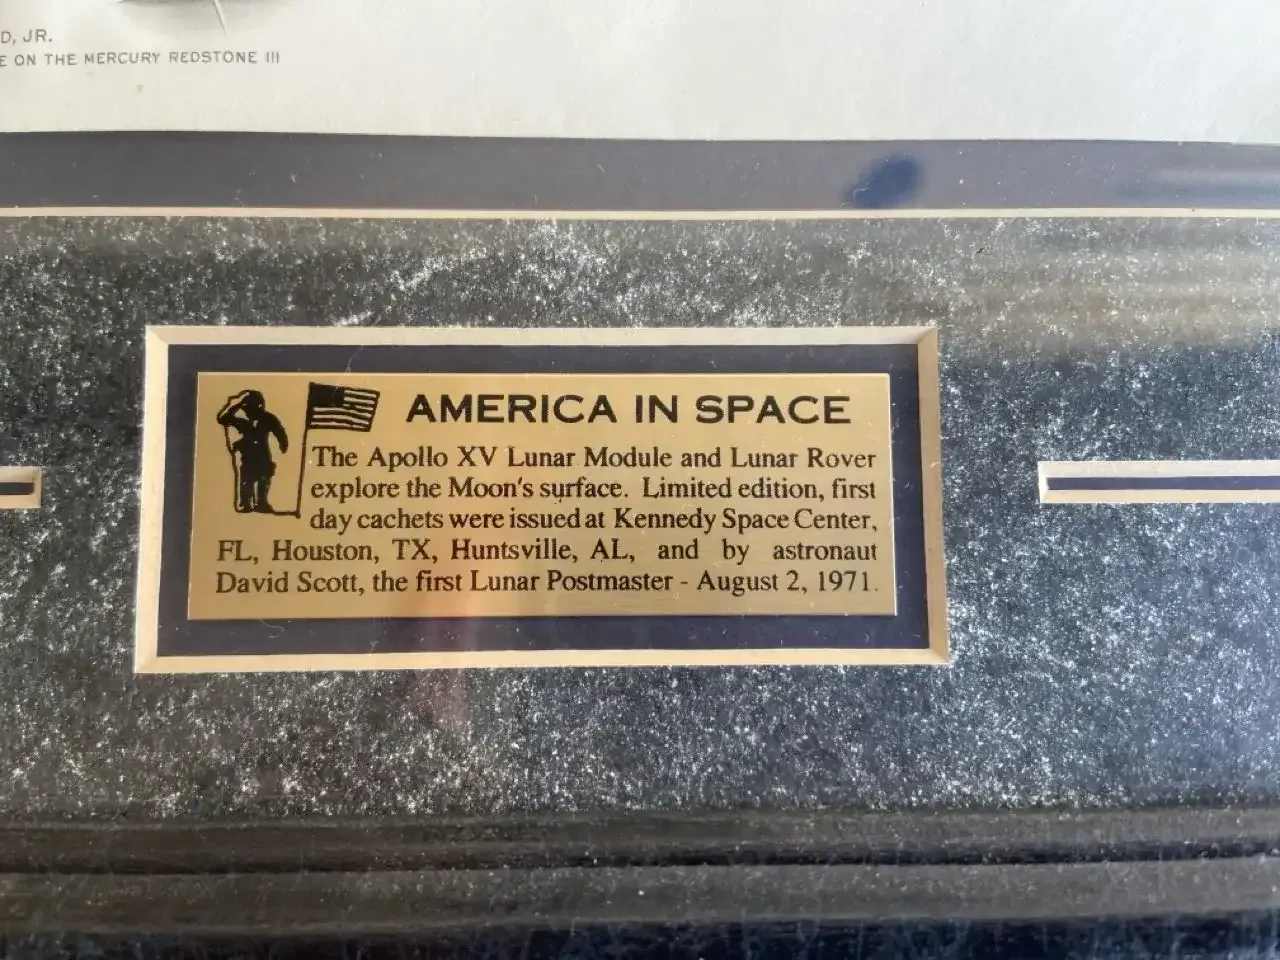 D, JR.
E ON THE MERCURY REDSTONE III
AMERICA IN SPACE
The Apollo XV Lunar Module and Lunar Rover
explore the Moon's surface. Limited edition, first
day cachets were issued at Kennedy Space Center,
FL, Houston, TX, Huntsville, AL, and by astronaut
David Scott, the first Lunar Postmaster - August 2, 1971.